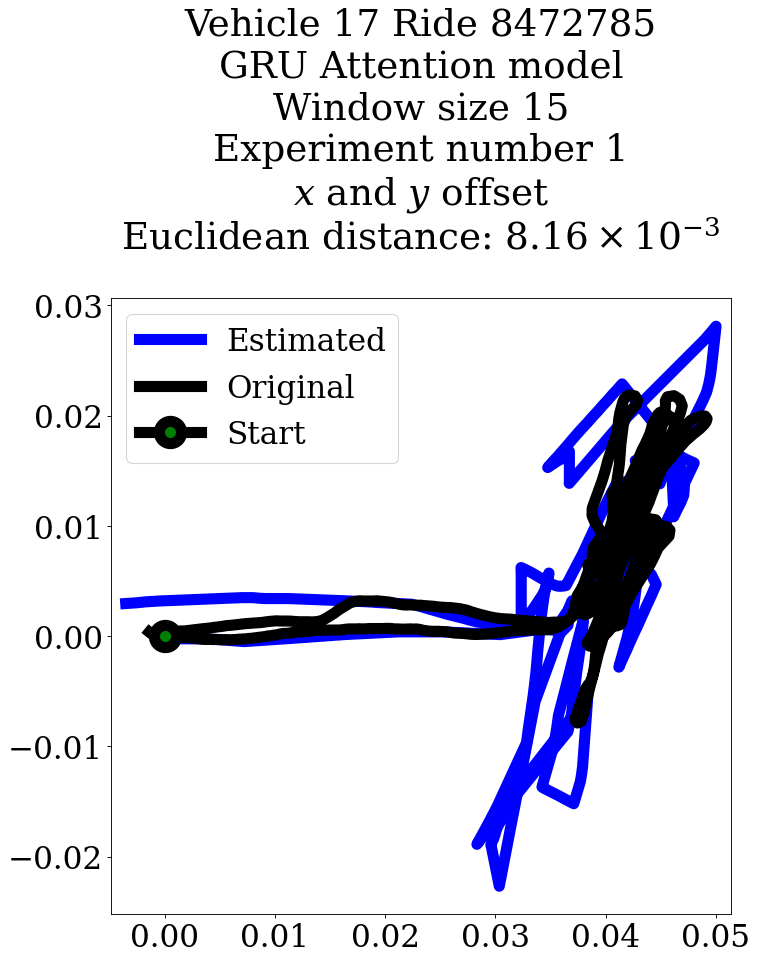 Vehicle 17 Ride 8472785
GRU Attention model
Window size 15
Experiment number 1
x and y offset
Euclidean distance: 8.16 × 10⁻³
Estimated
Original
Start
0.03
0.02
0.01
0.00
−0.01
−0.02
0.00 0.01 0.02 0.03 0.04 0.05